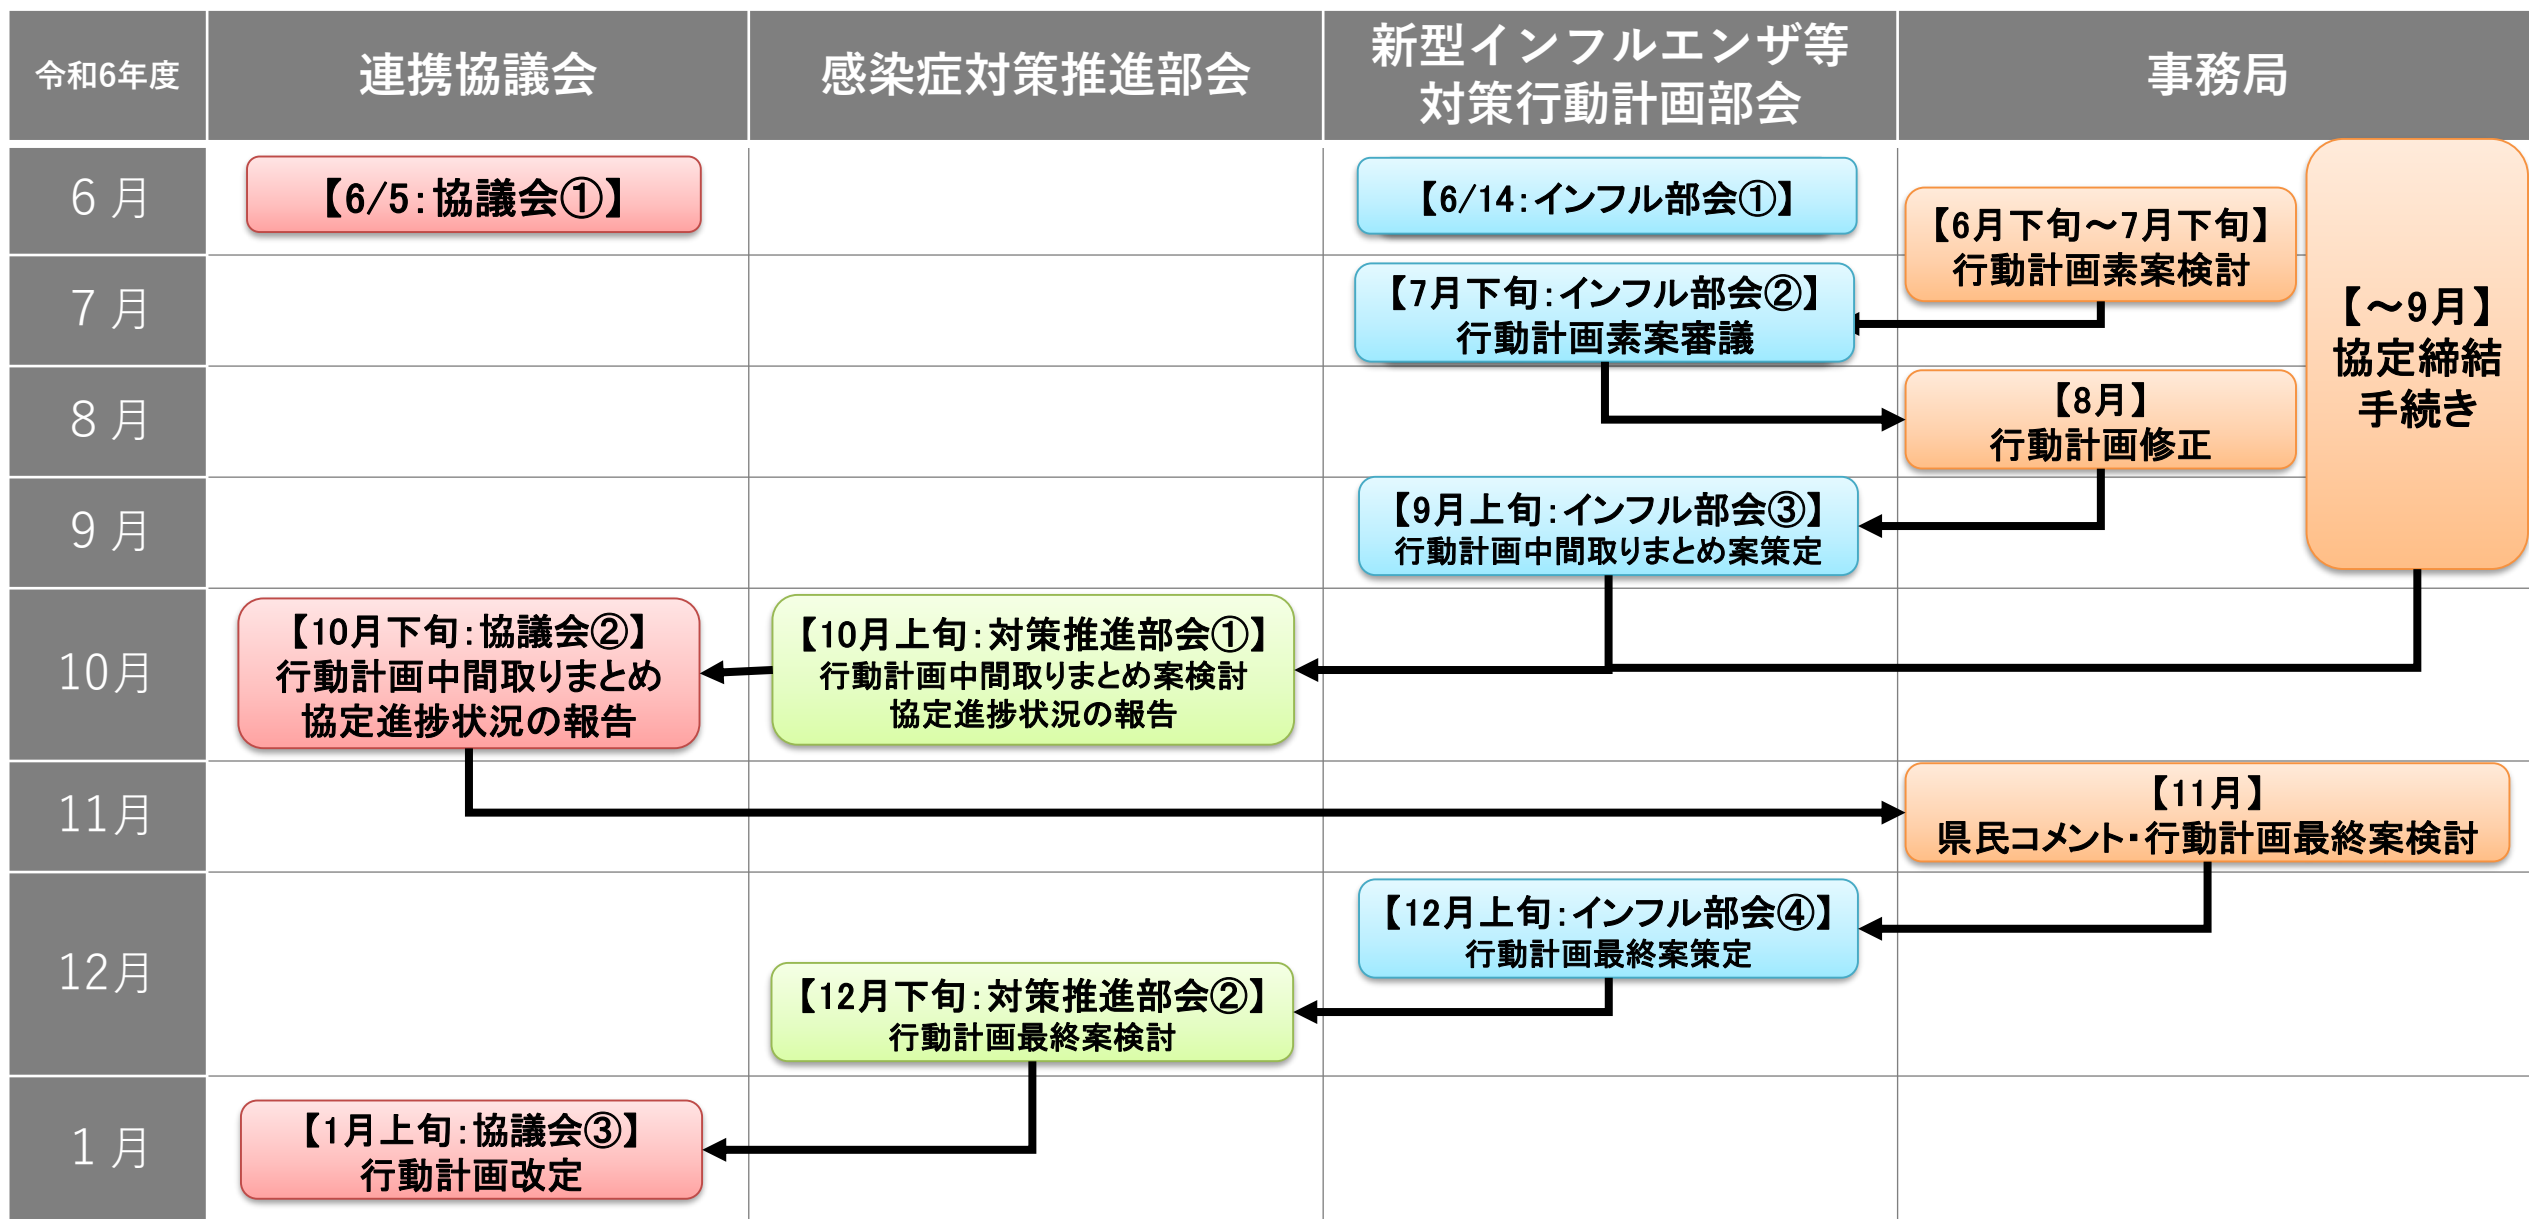 令和6年度
連携協議会
感染症対策推進部会
新型インフルエンザ等
対策行動計画部会
事務局
6 月
【6/5:協議会①】
【6/14:インフル部会①】
【6月下旬～7月下旬】
行動計画素案検討
【～9月】
協定締結
手続き
7 月
【7月下旬:インフル部会②】
行動計画素案審議
8 月
【8月】
行動計画修正
9 月
【9月上旬:インフル部会③】
行動計画中間取りまとめ案策定
10月
【10月下旬:協議会②】
行動計画中間取りまとめ
協定進捗状況の報告
【10月上旬:対策推進部会①】
行動計画中間取りまとめ案検討
協定進捗状況の報告
11月
【11月】
県民コメント・行動計画最終案検討
12月
【12月上旬:インフル部会④】
行動計画最終案策定
【12月下旬:対策推進部会②】
行動計画最終案検討
1 月
【1月上旬:協議会③】
行動計画改定